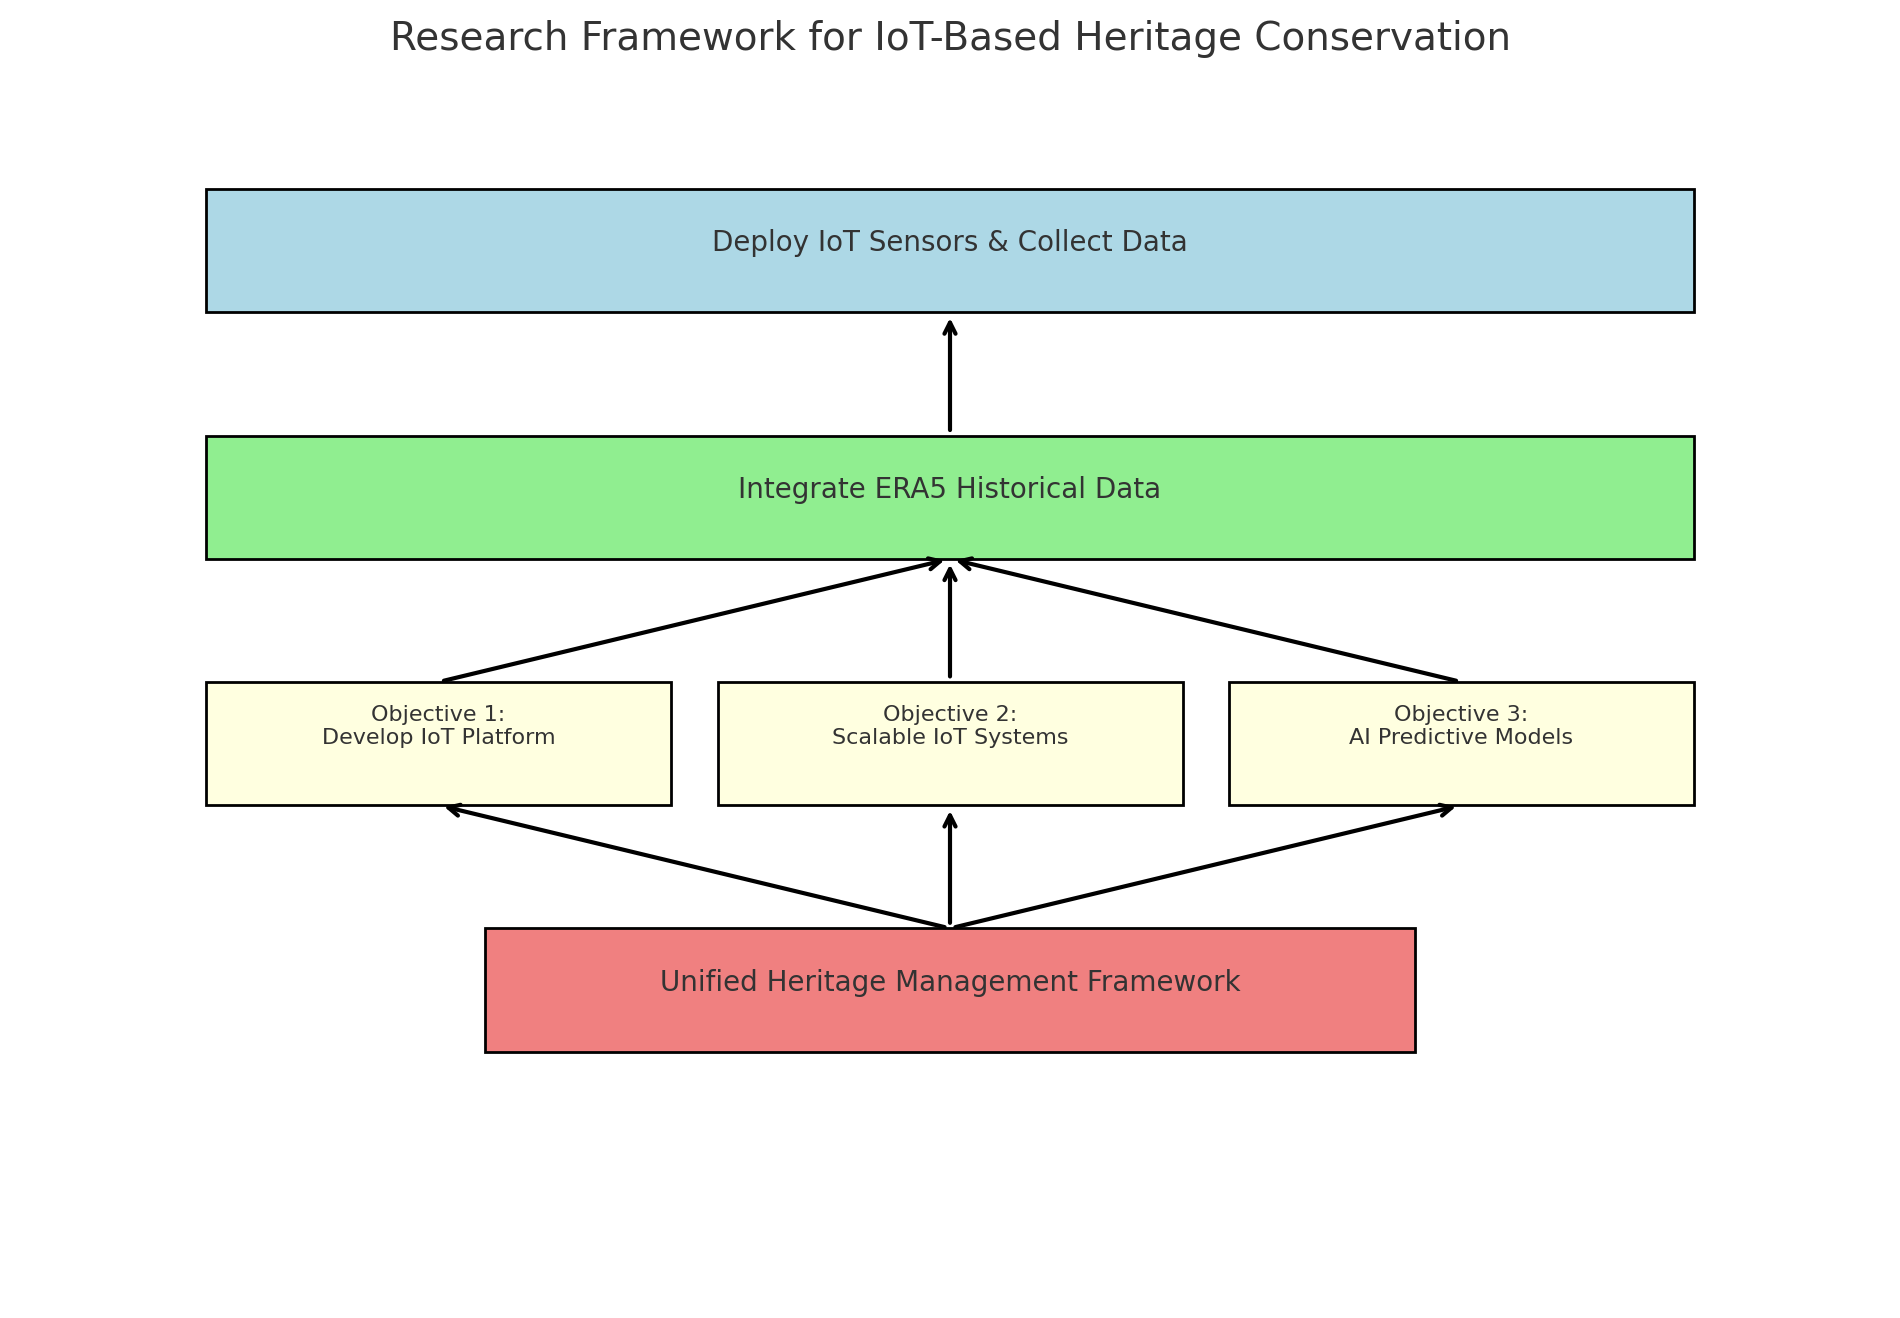 Research Framework for IoT-Based Heritage Conservation
Deploy IoT Sensors & Collect Data
Integrate ERA5 Historical Data
Objective 1:
Develop IoT Platform
Objective 2:
Scalable IoT Systems
Objective 3:
AI Predictive Models
Unified Heritage Management Framework